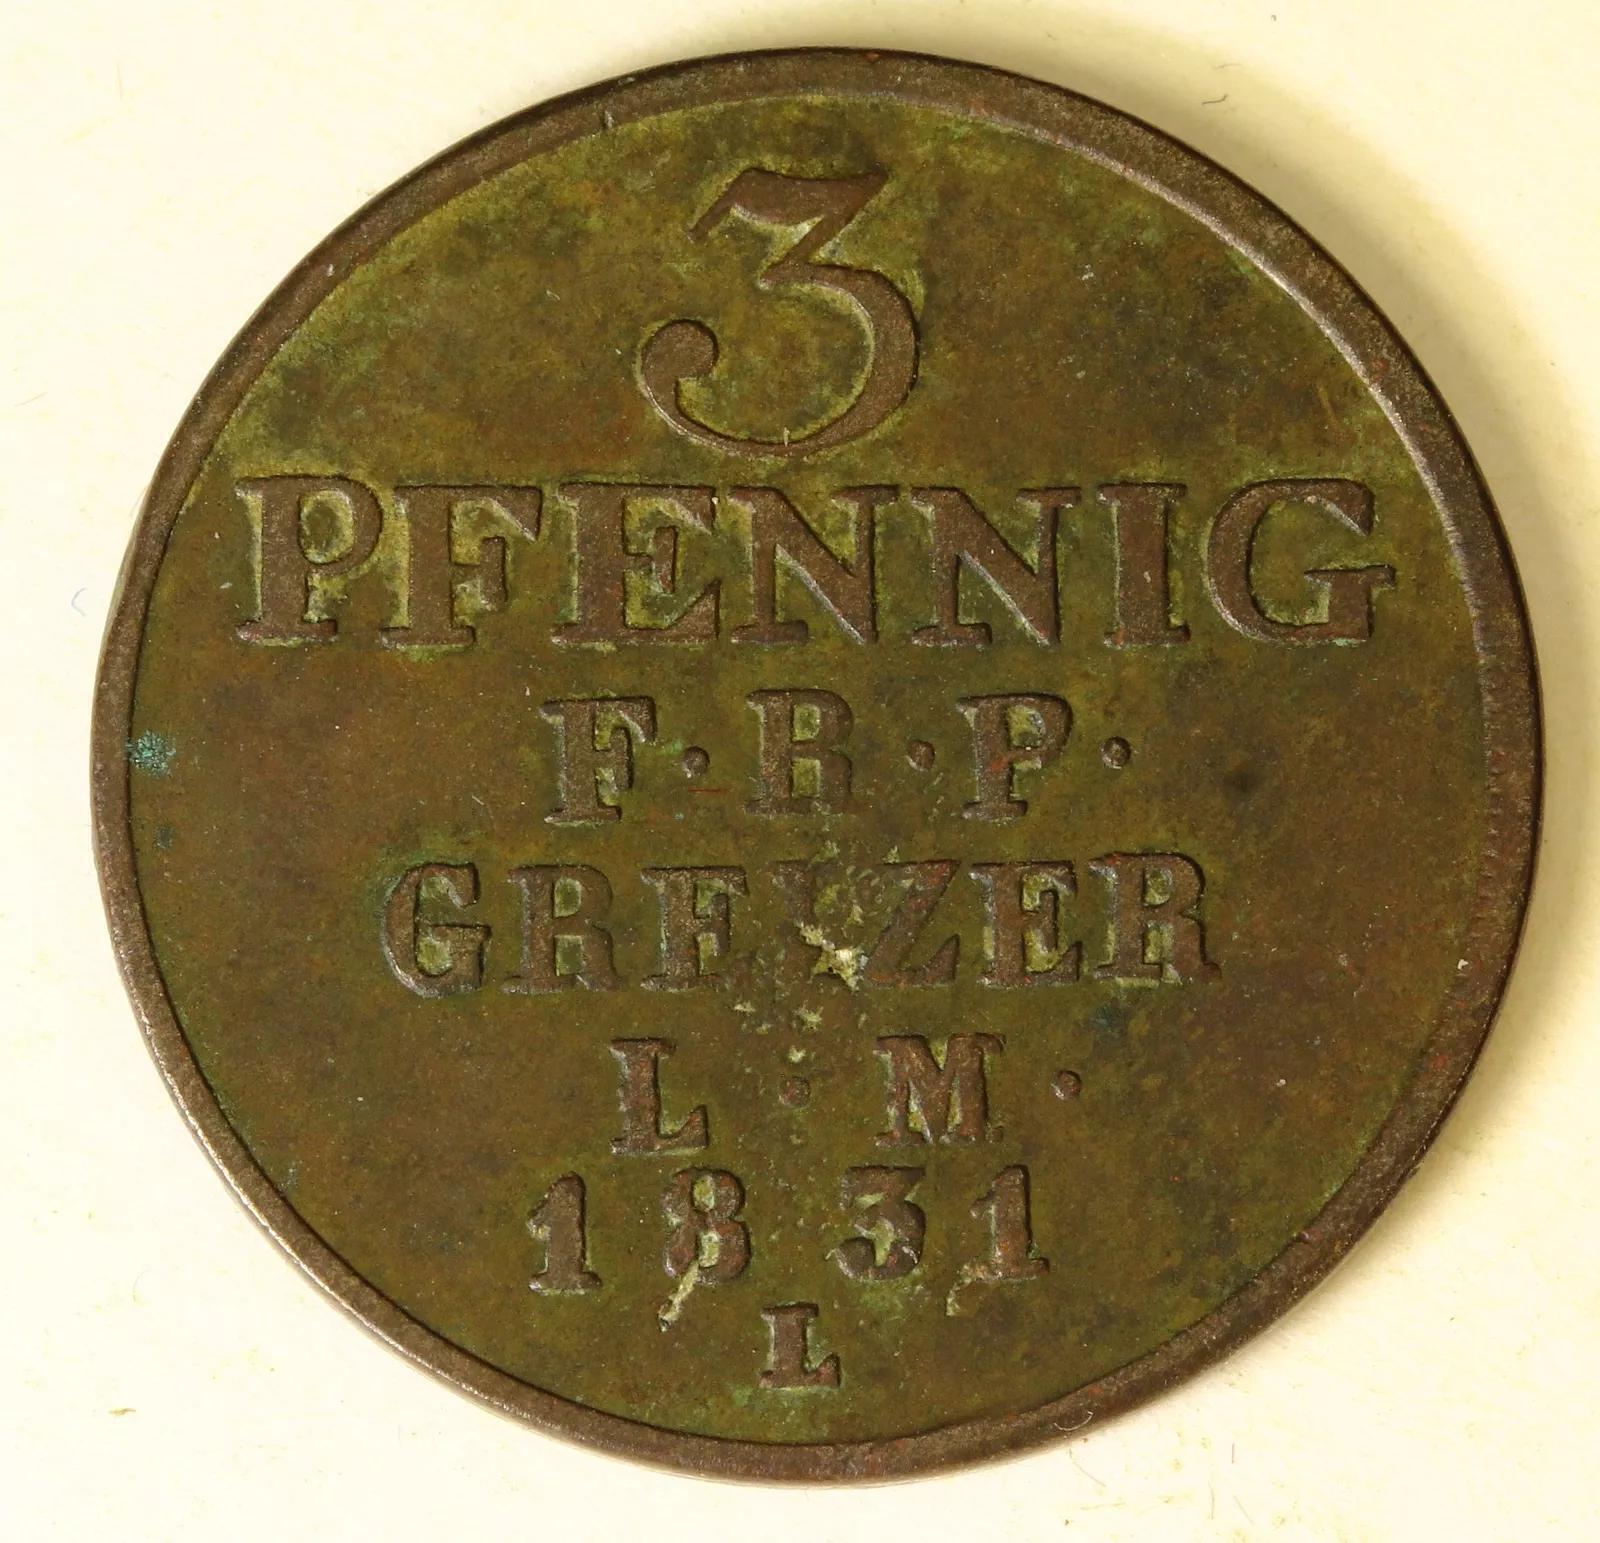 3
PFENNIG
F·R·P·
GREIZER
L·M·
1831
L